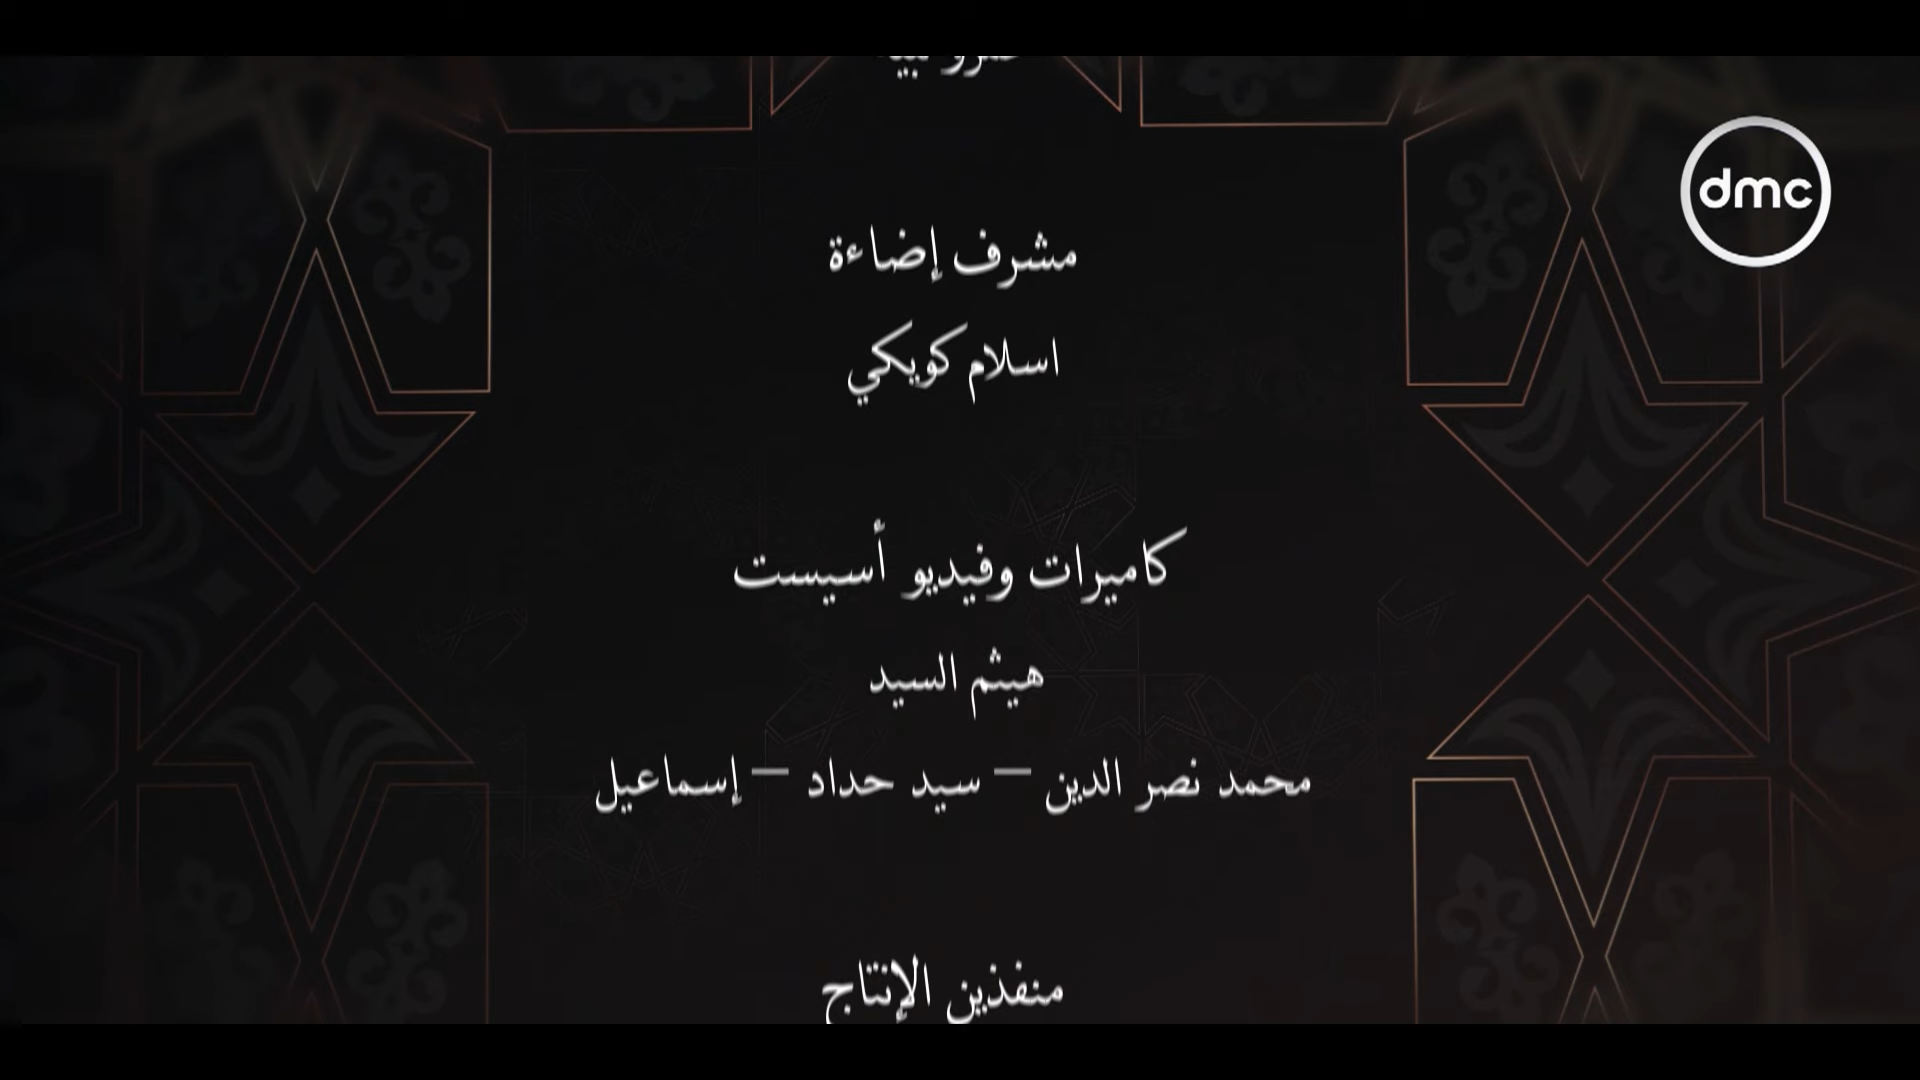 dmc
مشرف إضاءة
اسلام كويكي
كاميرات وفيديو أسيست
هيثم السيد
محمد نصر الدين – سيد حداد – إسماعيل
منفذين الإنتاج